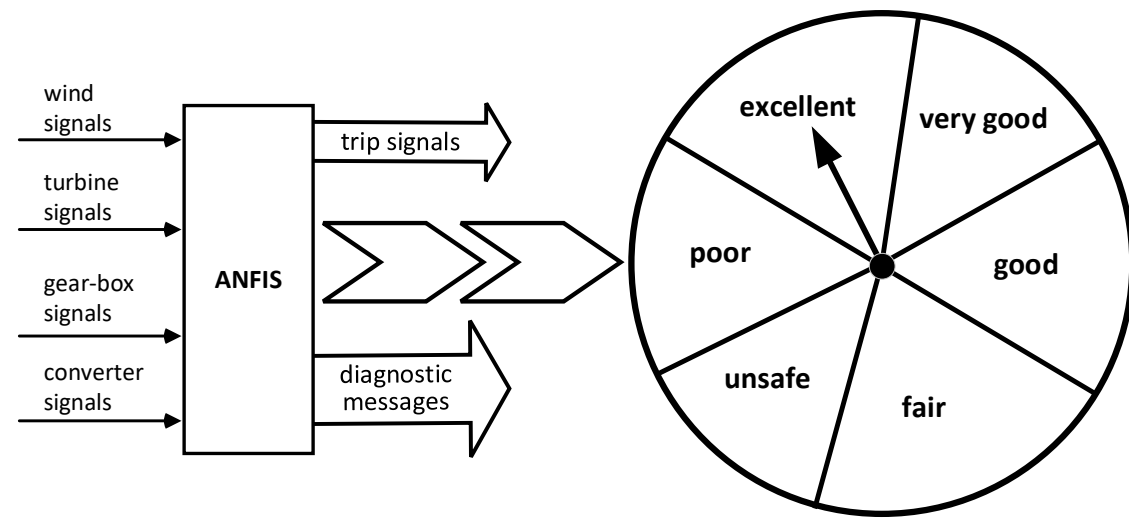 wind
signals
turbine
signals
gear-box
signals
converter
signals
ANFIS
trip signals
diagnostic
messages
excellent
very good
poor
good
unsafe
fair